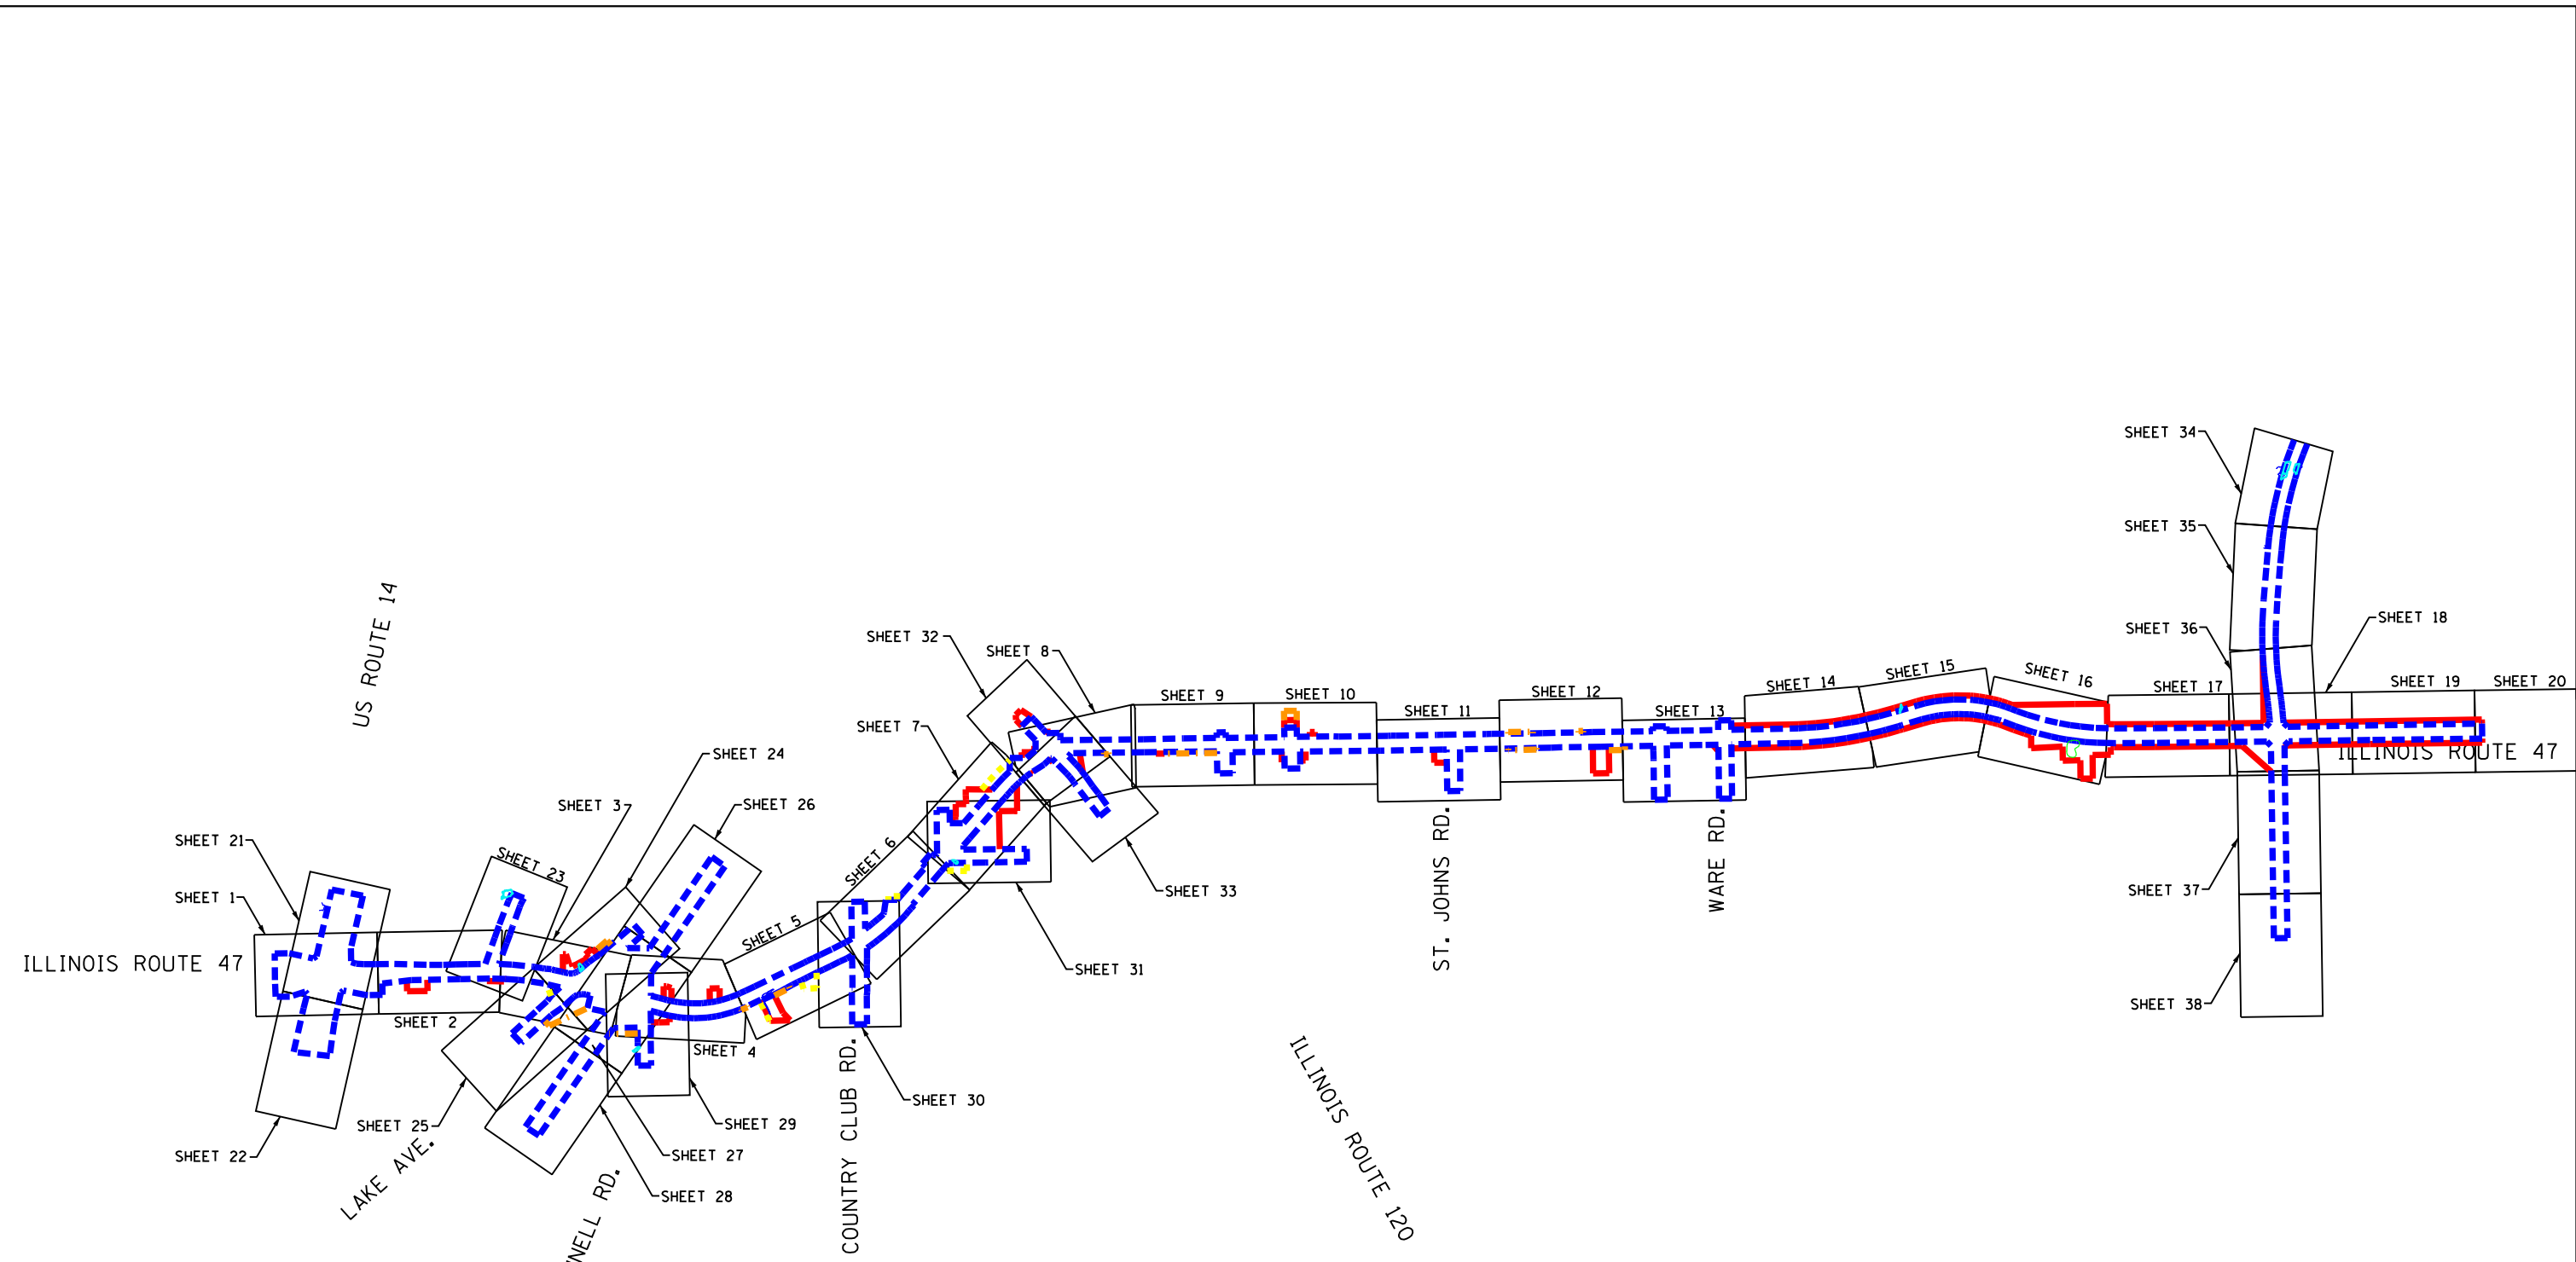 SHEET 34
SHEET 35
US ROUTE 14
SHEET 36
SHEET 18
SHEET 32
SHEET 8
SHEET 15
SHEET 16
SHEET 14
SHEET 17
SHEET 19
SHEET 20
SHEET 9
SHEET 10
SHEET 11
SHEET 12
SHEET 13
SHEET 7
SHEET 24
ILLINOIS ROUTE 47
SHEET 3
SHEET 26
SHEET 21
SHEET 23
SHEET 6
SHEET 33
ST. JOHNS RD.
WARE RD.
SHEET 37
SHEET 1
SHEET 5
ILLINOIS ROUTE 47
SHEET 31
SHEET 38
SHEET 2
SHEET 4
SHEET 30
SHEET 25
SHEET 29
COUNTRY CLUB RD.
ILLINOIS ROUTE 120
SHEET 22
SHEET 27
LAKE AVE.
SHEET 28
RD.